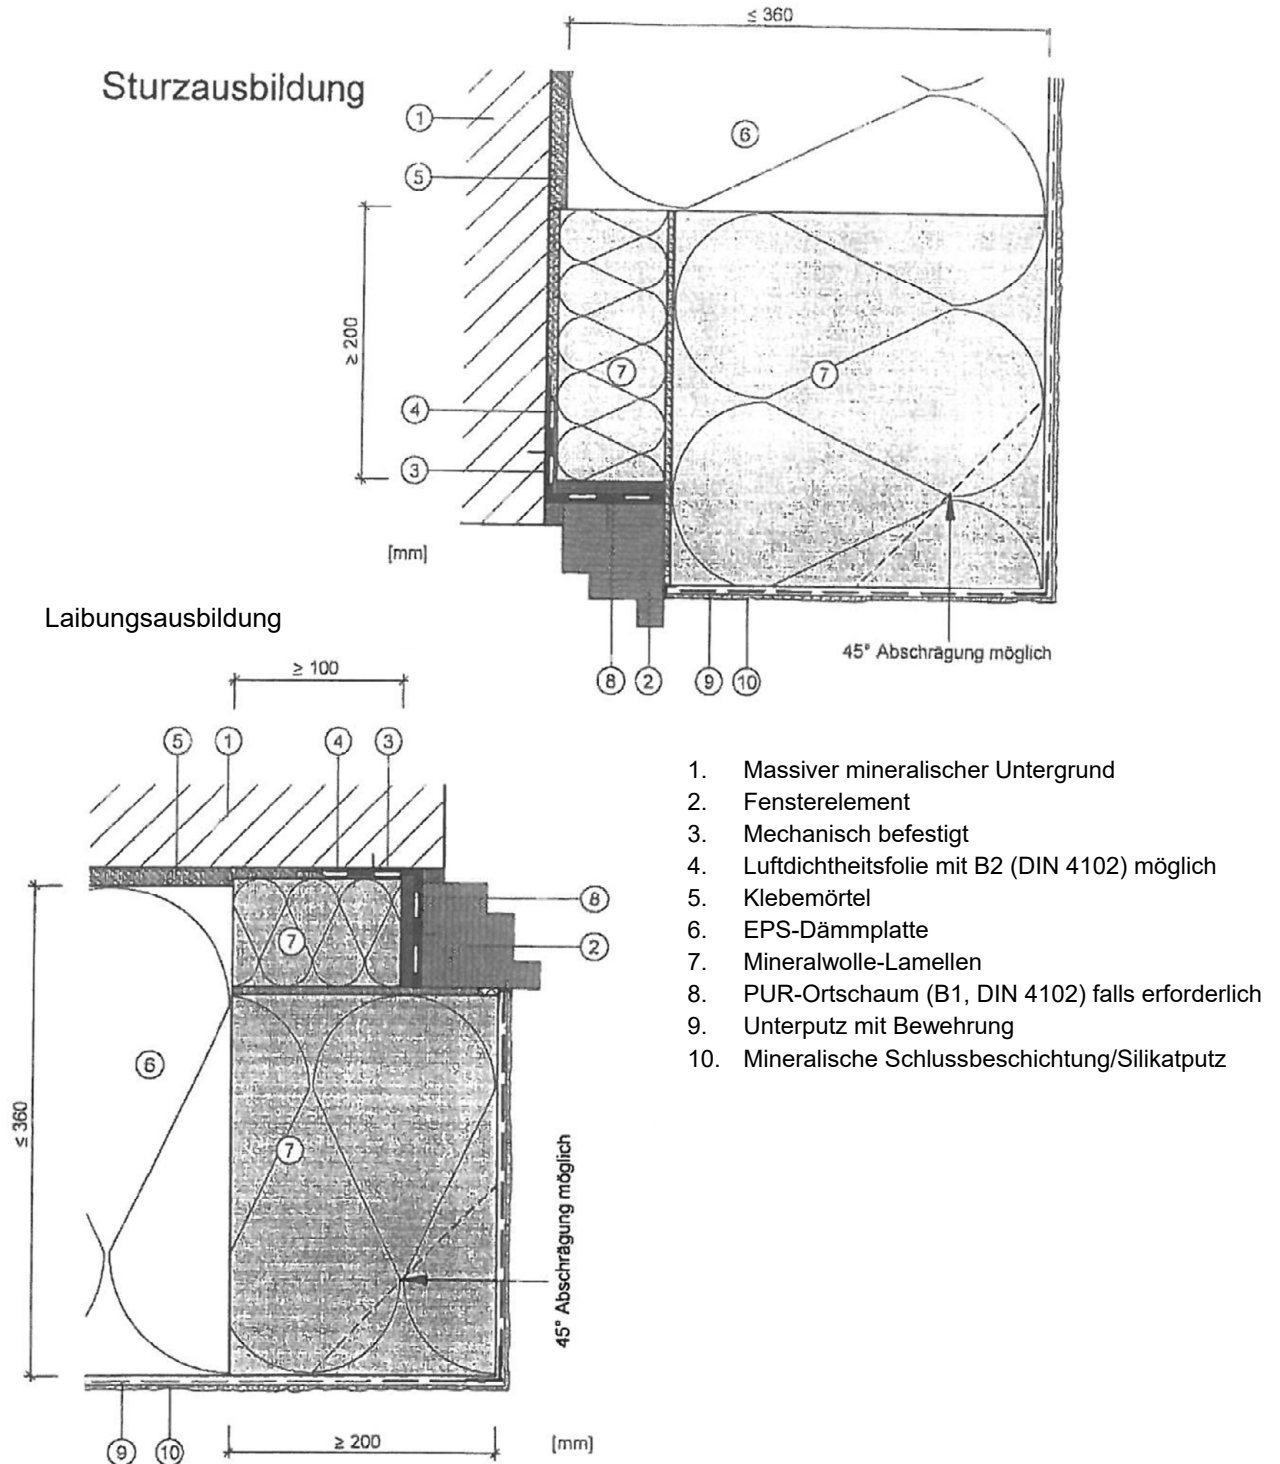 ≤ 360
Sturzausbildung
1
6
5
≥ 200
7
7
4
3
[mm]
Laibungsausbildung
45° Abschrägung möglich
8 2 9 10
≥ 100
5 1 4 3
1. Massiver mineralischer Untergrund
2. Fensterelement
3. Mechanisch befestigt
4. Luftdichtheitsfolie mit B2 (DIN 4102) möglich
5. Klebemörtel
6. EPS-Dämmplatte
7. Mineralwolle-Lamellen
8. PUR-Ortschaum (B1, DIN 4102) falls erforderlich
9. Unterputz mit Bewehrung
10. Mineralische Schlussbeschichtung/Silikatputz
8
7
2
6
≤ 360
7
45° Abschrägung möglich
≥ 200
[mm]
9 10